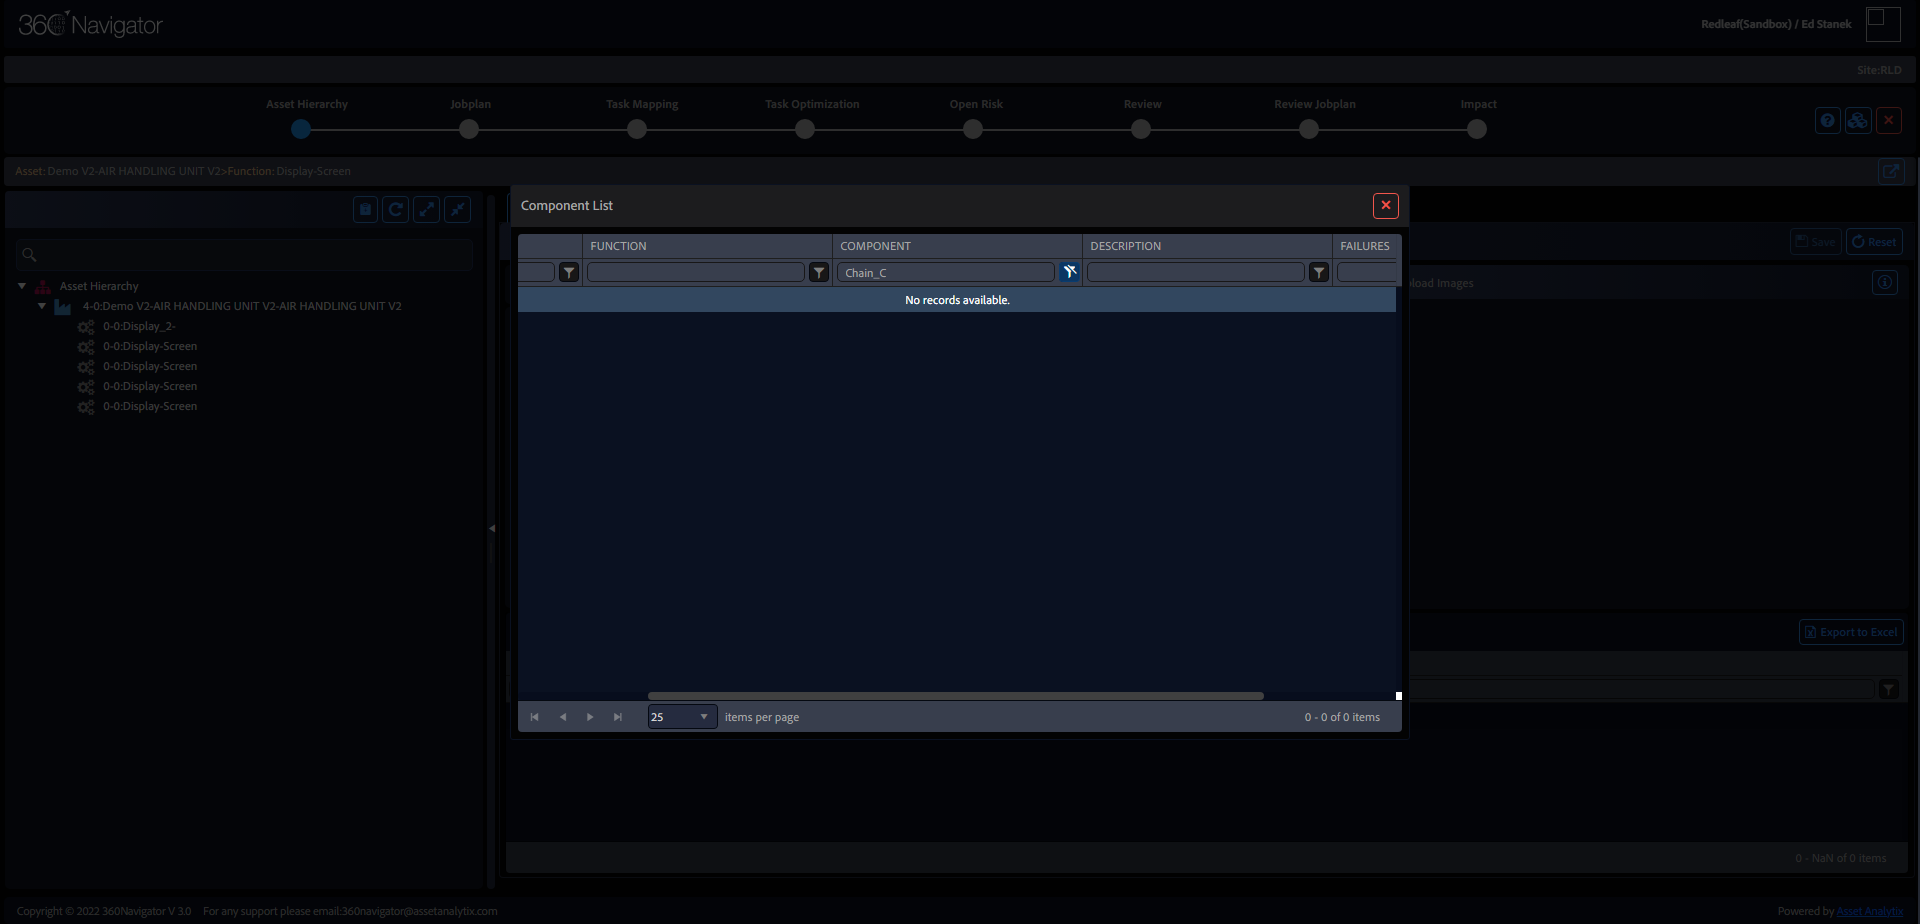 360 Navigator
Redleaf(Sandbox) / Ed Stanek
Site:RLD
Asset Hierarchy
Jobplan
Task Mapping
Task Optimization
Open Risk
Review
Review Jobplan
Impact
Asset: Demo V2-AIR HANDLING UNIT V2>Function: Display-Screen
Component List
FUNCTION
COMPONENT
DESCRIPTION
FAILURES
Chain_C
No records available.
25
items per page
0 - 0 of 0 items
Save
Reset
load Images
Asset Hierarchy
4-0:Demo V2-AIR HANDLING UNIT V2-AIR HANDLING UNIT V2
0-0:Display_2-
0-0:Display-Screen
0-0:Display-Screen
0-0:Display-Screen
0-0:Display-Screen
Export to Excel
0 - NaN of 0 items
Copyright © 2022 360Navigator V 3.0
For any support please email:360navigator@assetanalytix.com
Powered by Asset Analytix